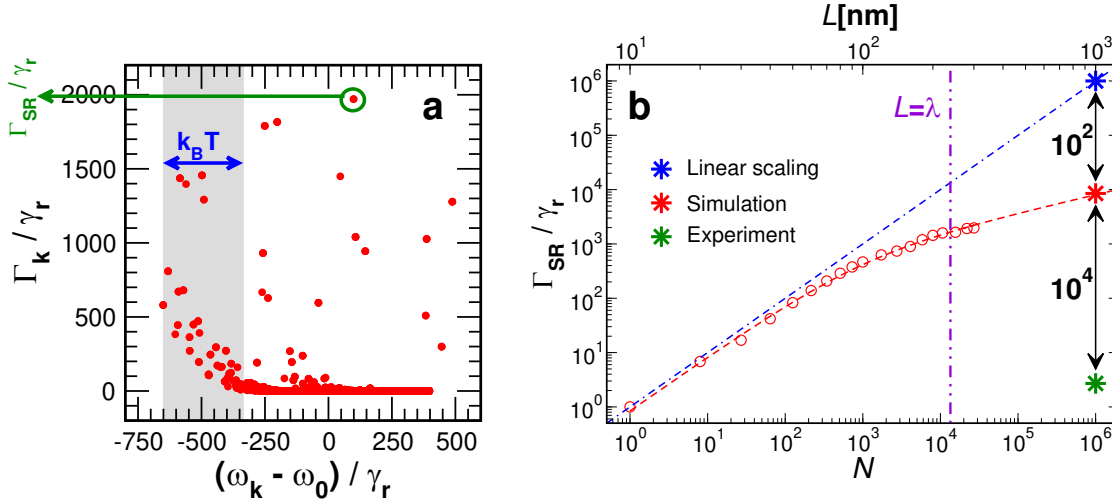 a
Γ_SR / γ_r
Γ_k / γ_r
2000
1500
1000
500
0
k_B T
-750 -500 -250 0 250 500
(ω_k - ω_0) / γ_r
b
L[nm]
10^1 10^2 10^3
L=λ
Γ_SR / γ_r
10^6
10^5
10^4
10^3
10^2
10^1
10^0
Linear scaling
Simulation
Experiment
10^2
10^4
10^0 10^1 10^2 10^3 10^4 10^5 10^6
N